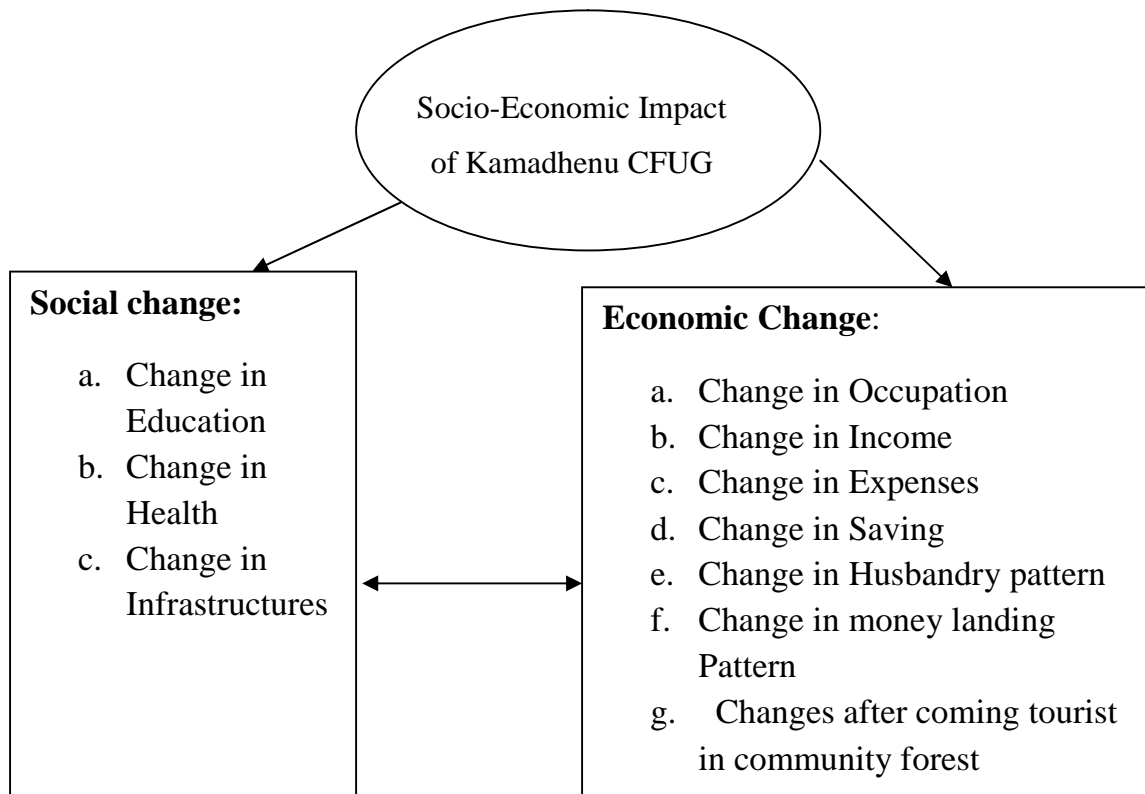 Socio-Economic Impact
of Kamadhenu CFUG
Social change:
a. Change in
Education
b. Change in
Health
c. Change in
Infrastructures
Economic Change:
a. Change in Occupation
b. Change in Income
c. Change in Expenses
d. Change in Saving
e. Change in Husbandry pattern
f. Change in money landing
Pattern
g. Changes after coming tourist
in community forest